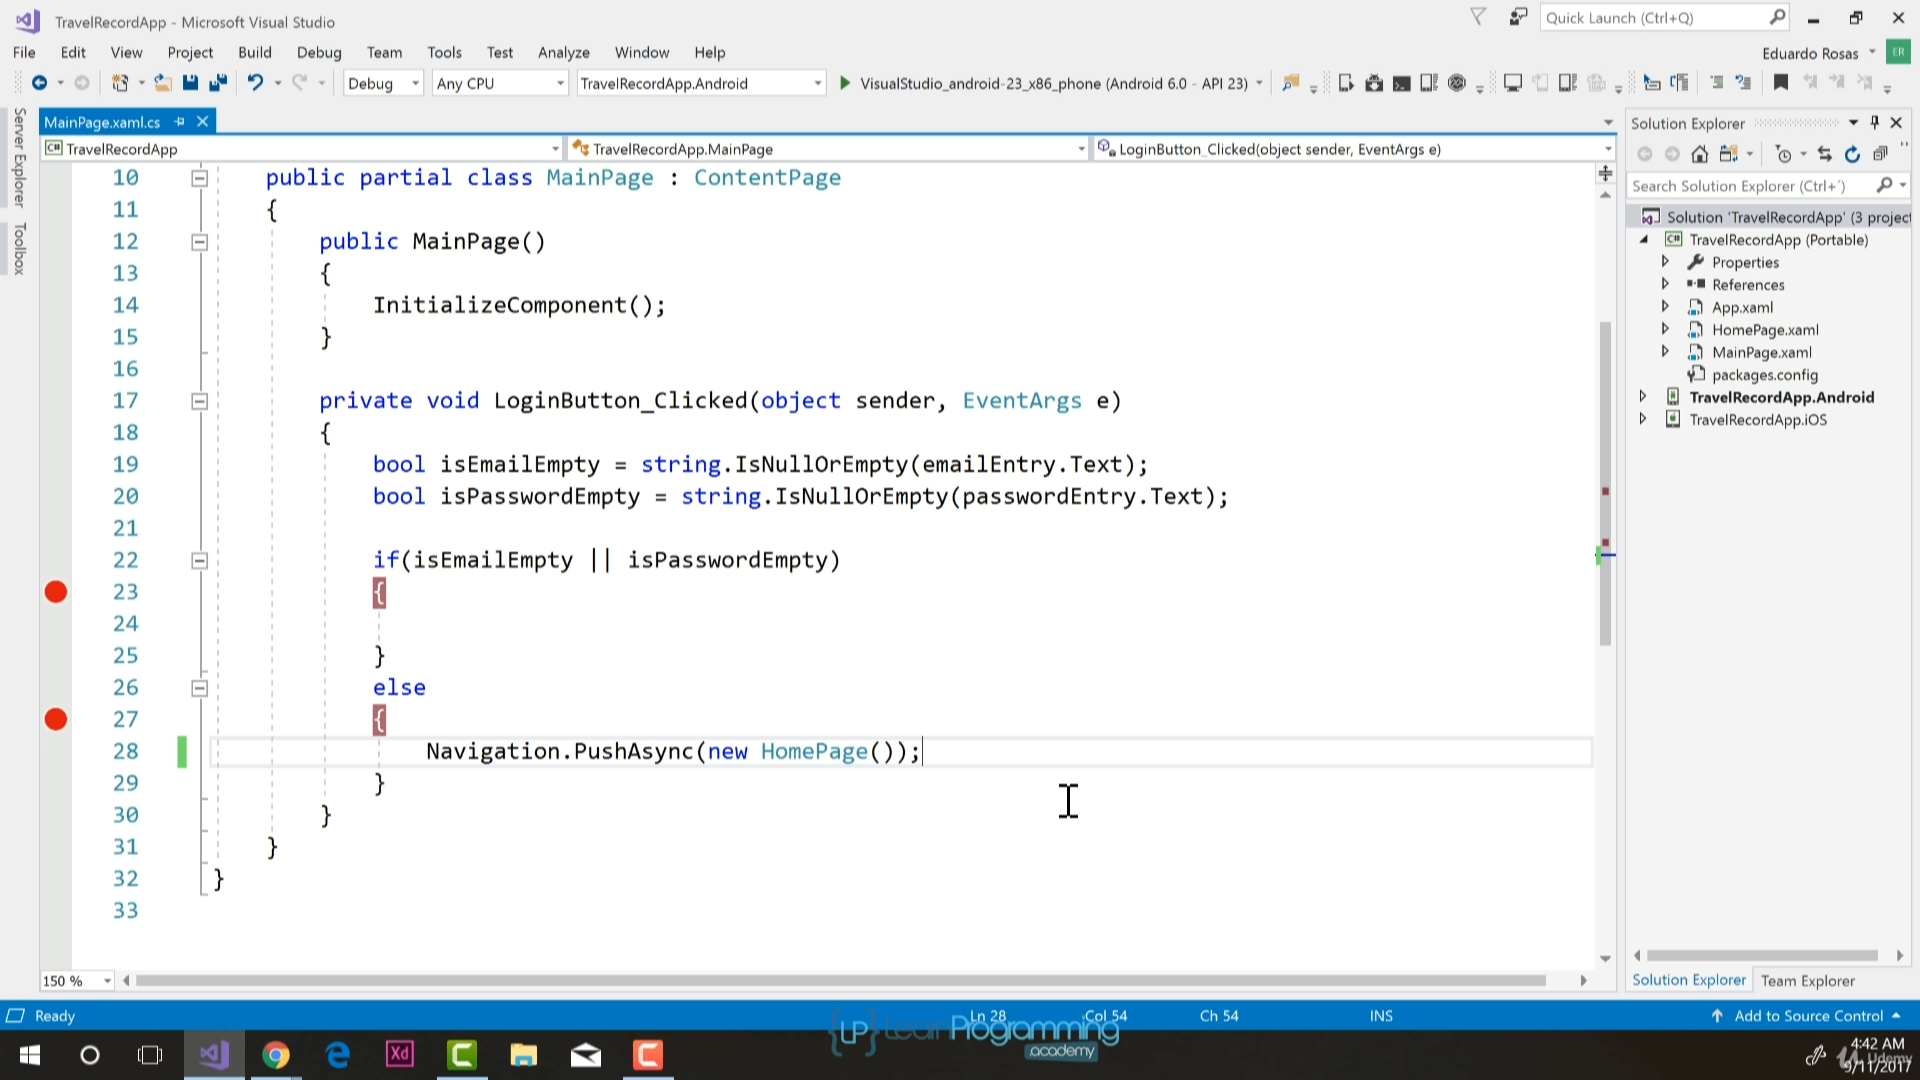 TravelRecordApp - Microsoft Visual Studio
Quick Launch (Ctrl+Q)
File Edit View Project Build Debug Team Tools Test Analyze Window Help
Eduardo Rosas ER
Debug Any CPU TravelRecordApp.Android VisualStudio_android-23_x86_phone (Android 6.0 - API 23)
Server Explorer
Toolbox
MainPage.xaml.cs
TravelRecordApp TravelRecordApp.MainPage LoginButton_Clicked(object sender, EventArgs e)
10 public partial class MainPage : ContentPage
11 {
12 public MainPage()
13 {
14 InitializeComponent();
15 }
16
17 private void LoginButton_Clicked(object sender, EventArgs e)
18 {
19 bool isEmailEmpty = string.IsNullOrEmpty(emailEntry.Text);
20 bool isPasswordEmpty = string.IsNullOrEmpty(passwordEntry.Text);
21
22 if(isEmailEmpty || isPasswordEmpty)
23 {
24
25 }
26 else
27 {
28 Navigation.PushAsync(new HomePage());
29 }
30 }
31 }
32 }
33
150 %
Solution Explorer
Search Solution Explorer (Ctrl+´)
Solution 'TravelRecordApp' (3 project
TravelRecordApp (Portable)
Properties
References
App.xaml
HomePage.xaml
MainPage.xaml
packages.config
TravelRecordApp.Android
TravelRecordApp.iOS
Solution Explorer Team Explorer
Ready Ln 28 Col 54 Ch 54 INS Add to Source Control
{LP} Learn Programming
.academy
Xd
4:42 AM
9/11/2017
Udemy